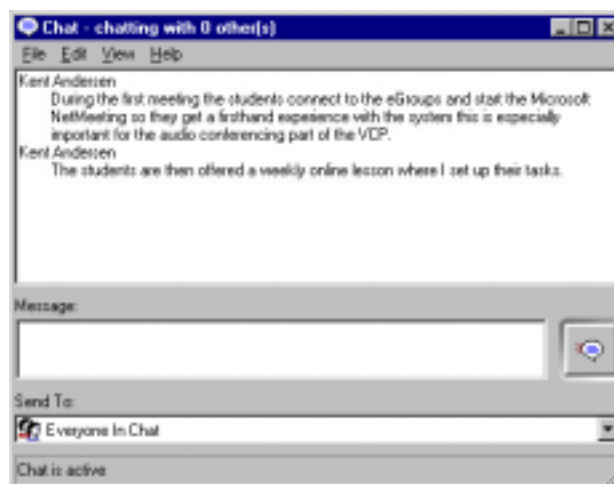 Chat - chatting with 0 other(s)
File Edit View Help
Kent Andersen
During the first meeting the students connect to the eGroups and start the Microsoft
NetMeeting so they get a firsthand experience with the system this is especially
important for the audio conferencing part of the VCP.
Kent Andersen
The students are then offered a weekly online lesson where I set up their tasks.
Message:
Send To:
Everyone In Chat
Chat is active